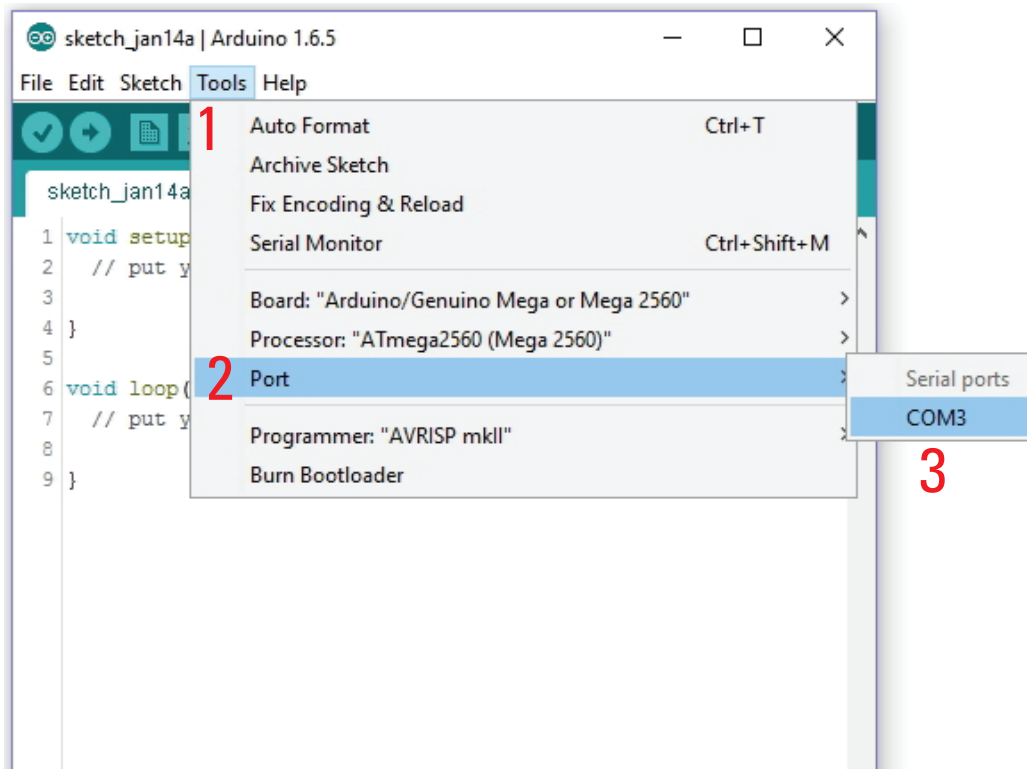 sketch_jan14a | Arduino 1.6.5
File Edit Sketch Tools Help
1
Auto Format Ctrl+T
Archive Sketch
Fix Encoding & Reload
Serial Monitor Ctrl+Shift+M
Board: "Arduino/Genuino Mega or Mega 2560"
Processor: "ATmega2560 (Mega 2560)"
2 Port
Programmer: "AVRISP mkII"
Burn Bootloader
Serial ports
COM3
3
sketch_jan14a
1 void setup
2 // put y
3
4 }
5
6 void loop(
7 // put y
8
9 }